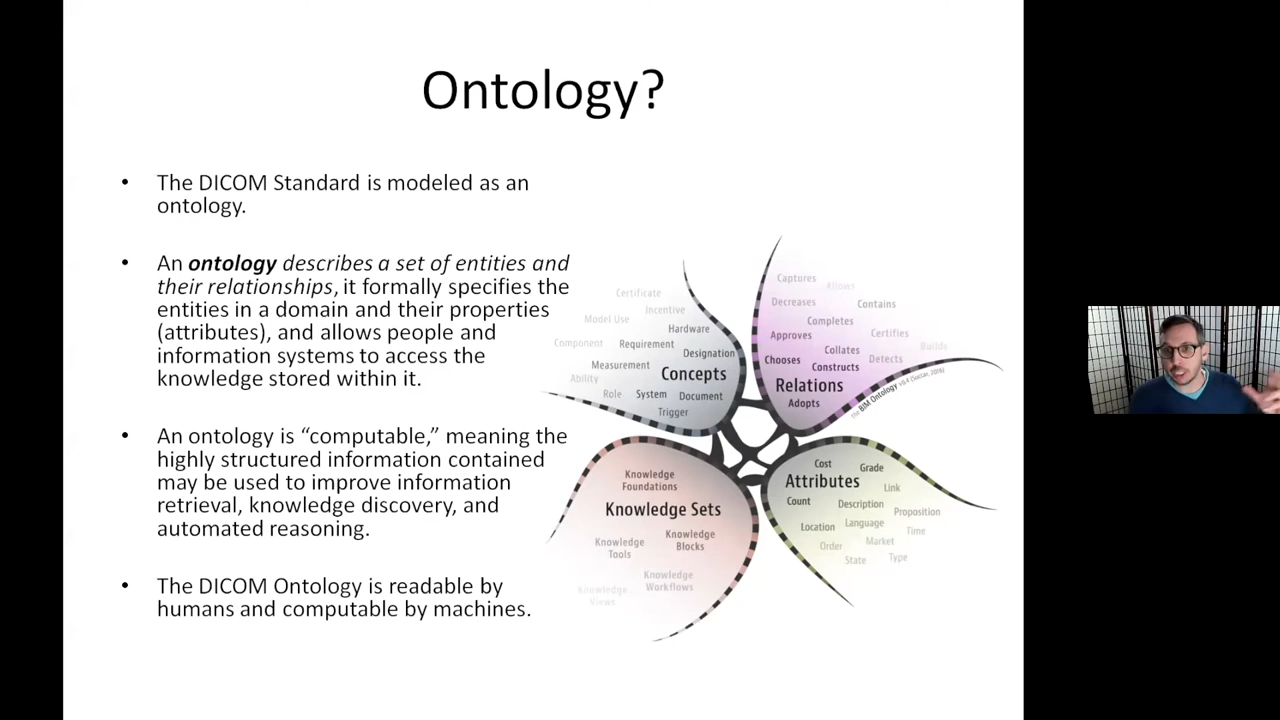 Ontology?
• The DICOM Standard is modeled as an
ontology.
• An ontology describes a set of entities and
their relationships, it formally specifies the
entities in a domain and their properties
(attributes), and allows people and
information systems to access the
knowledge stored within it.
• An ontology is “computable,” meaning the
highly structured information contained
may be used to improve information
retrieval, knowledge discovery, and
automated reasoning.
• The DICOM Ontology is readable by
humans and computable by machines.
Certificate
Incentive
Model Use
Hardware
Component
Requirement
Designation
Measurement
Concepts
Ability
Role
System
Document
Trigger
Captures
Allows
Decreases
Contains
Completes
Approves
Certifies
Collates
Builds
Chooses
Constructs
Detects
Relations
Adopts
BIM Ontology v0.4 (Succar, 2016)
Knowledge
Foundations
Knowledge Sets
Knowledge
Tools
Knowledge
Blocks
Knowledge
Workflows
Knowledge
Views
Cost
Grade
Attributes
Link
Count
Description
Proposition
Location
Language
Time
Order
Market
State
Type